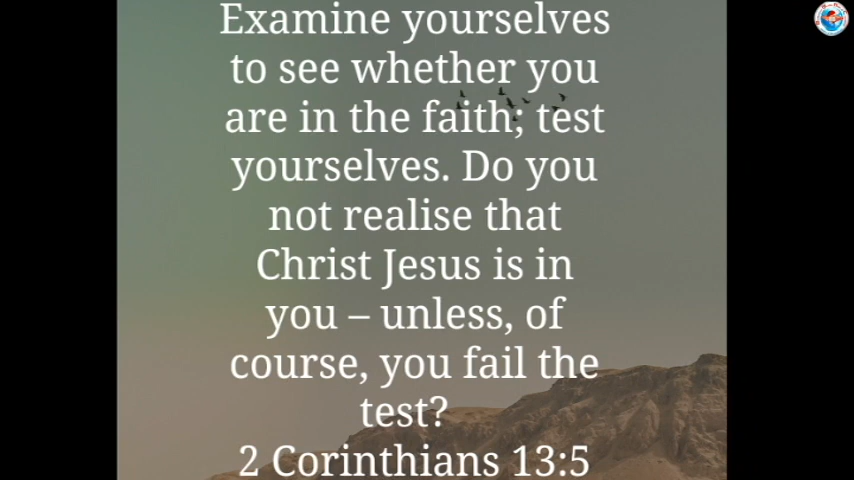 Examine yourselves
to see whether you
are in the faith; test
yourselves. Do you
not realise that
Christ Jesus is in
you – unless, of
course, you fail the
test?
2 Corinthians 13:5